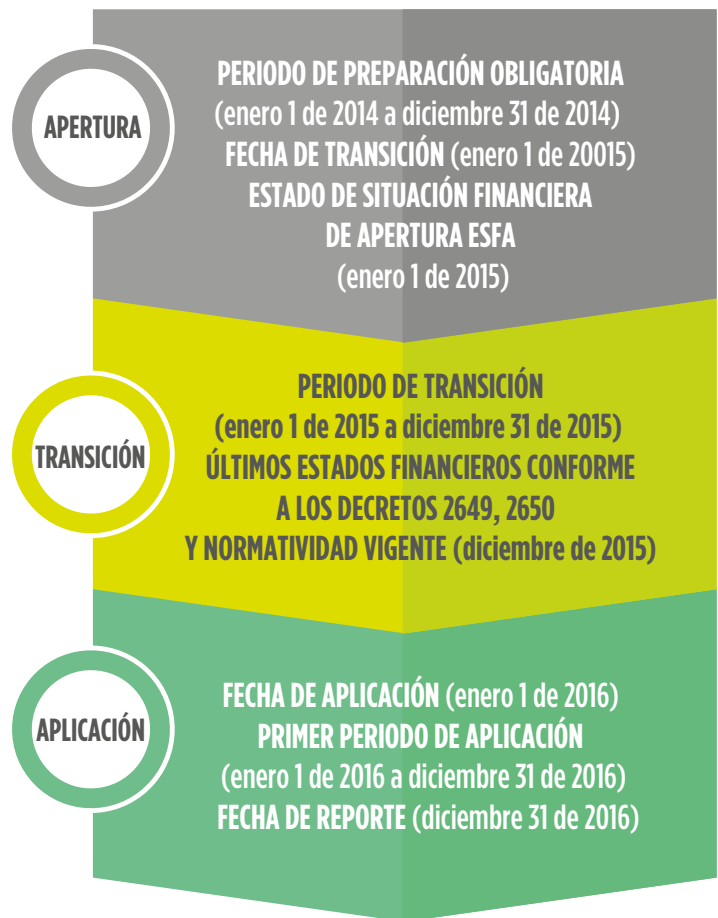 APERTURA
PERIODO DE PREPARACIÓN OBLIGATORIA
(enero 1 de 2014 a diciembre 31 de 2014)
FECHA DE TRANSICIÓN (enero 1 de 20015)
ESTADO DE SITUACIÓN FINANCIERA
DE APERTURA ESFA
(enero 1 de 2015)
TRANSICIÓN
PERIODO DE TRANSICIÓN
(enero 1 de 2015 a diciembre 31 de 2015)
ÚLTIMOS ESTADOS FINANCIEROS CONFORME
A LOS DECRETOS 2649, 2650
Y NORMATIVIDAD VIGENTE (diciembre de 2015)
APLICACIÓN
FECHA DE APLICACIÓN (enero 1 de 2016)
PRIMER PERIODO DE APLICACIÓN
(enero 1 de 2016 a diciembre 31 de 2016)
FECHA DE REPORTE (diciembre 31 de 2016)